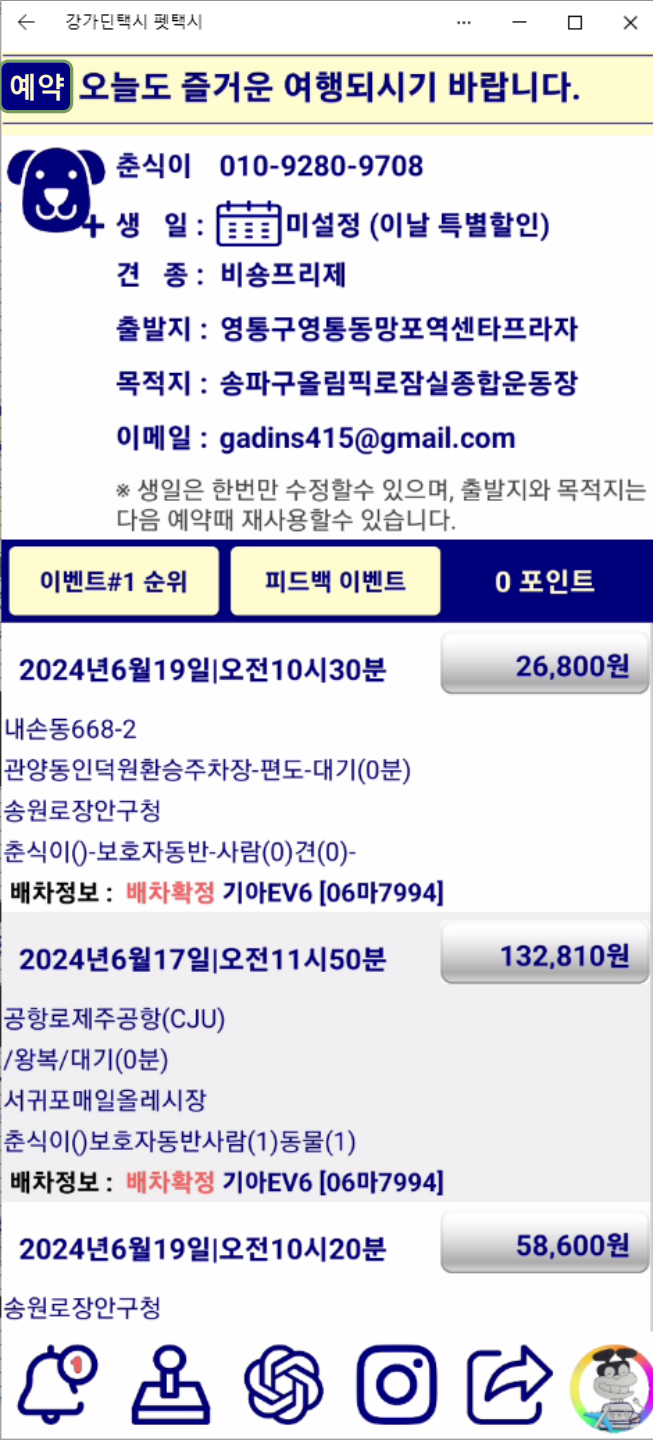 강가딘택시 펫택시
예약 오늘도 즐거운 여행되시기 바랍니다.
춘식이 010-9280-9708
생 일 : 미설정 (이날 특별할인)
견 종 : 비숑프리제
출발지 : 영통구영통동망포역센타프라자
목적지 : 송파구올림픽로잠실종합운동장
이메일 : gadins415@gmail.com
※ 생일은 한번만 수정할수 있으며, 출발지와 목적지는
다음 예약때 재사용할수 있습니다.
이벤트#1 순위 피드백 이벤트 0 포인트
2024년6월19일|오전10시30분 26,800원
내손동668-2
관양동인덕원환승주차장-편도-대기(0분)
송원로장안구청
춘식이()-보호자동반-사람(0)견(0)-
배차정보 : 배차확정 기아EV6 [06마7994]
2024년6월17일|오전11시50분 132,810원
공항로제주공항(CJU)
/왕복/대기(0분)
서귀포매일올레시장
춘식이()보호자동반사람(1)동물(1)
배차정보 : 배차확정 기아EV6 [06마7994]
2024년6월19일|오전10시20분 58,600원
송원로장안구청
1